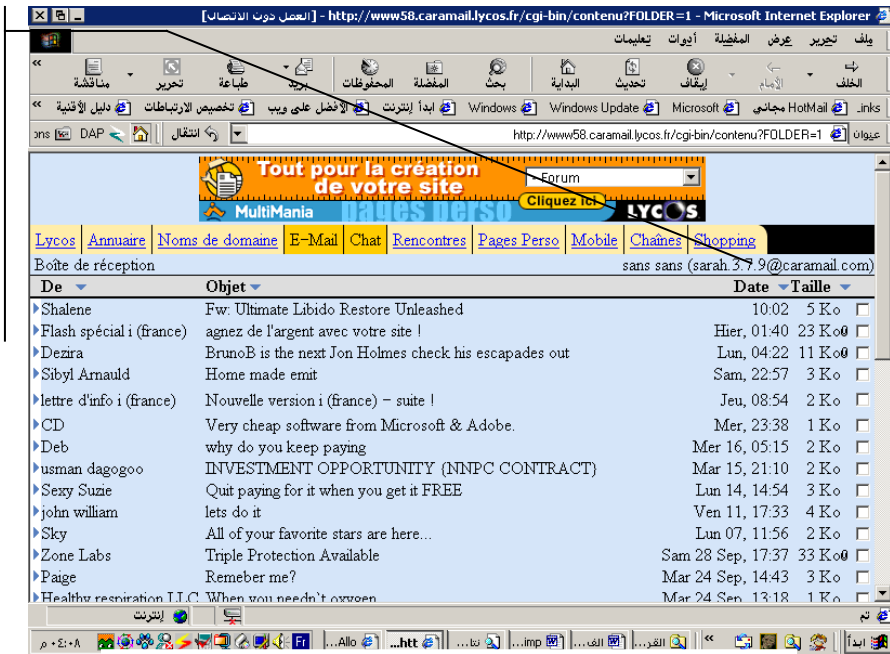 [العمل دون الاتصال] - http://www58.caramail.lycos.fr/cgi-bin/contenu?FOLDER=1 - Microsoft Internet Explorer
ملف تحرير عرض المفضلة أدوات تعليمات
الخلف الأمام إيقاف تحديث البداية بحث المفضلة المحفوظات بريد طباعة تحرير مناقشة
HotMail مجاني Microsoft Windows Update Windows ابدأ إنترنت الأفضل على ويب تخصيص الارتباطات دليل الأقنية
عنوان http://www58.caramail.lycos.fr/cgi-bin/contenu?FOLDER=1 انتقال DAP
Tout pour la création
de votre site
- Forum
Cliquez ici
MultiMania pages perso LYCOS
Lycos Annuaire Noms de domaine E-Mail Chat Rencontres Pages Perso Mobile Chaînes Shopping
Boîte de réception sans sans (sarah.3.7.9@caramail.com)
De Objet Date Taille
Shalene Fw: Ultimate Libido Restore Unleashed 10:02 5 Ko
Flash spécial i (france) agnez de l'argent avec votre site ! Hier, 01:40 23 Ko
Dezira BrunoB is the next Jon Holmes check his escapades out Lun, 04:22 11 Ko
Sibyl Arnauld Home made emit Sam, 22:57 3 Ko
lettre d'info i (france) Nouvelle version i (france) - suite ! Jeu, 08:54 2 Ko
CD Very cheap software from Microsoft & Adobe. Mer, 23:38 1 Ko
Deb why do you keep paying Mer 16, 05:15 2 Ko
usman dagogoo INVESTMENT OPPORTUNITY {NNPC CONTRACT} Mar 15, 21:10 2 Ko
Sexy Suzie Quit paying for it when you get it FREE Lun 14, 14:54 3 Ko
john william lets do it Ven 11, 17:33 4 Ko
Sky All of your favorite stars are here... Lun 07, 11:56 2 Ko
Zone Labs Triple Protection Available Sam 28 Sep, 17:37 33 Ko
Paige Remeber me? Mar 24 Sep, 14:43 3 Ko
Healthy respiration LLC When you needn`t oxygen Mar 24 Sep, 13:18 1 Ko
تم إنترنت
ابدأ القر... الف... imp... نتا... htt... Allo... Fr ٠٤:٠٨ م